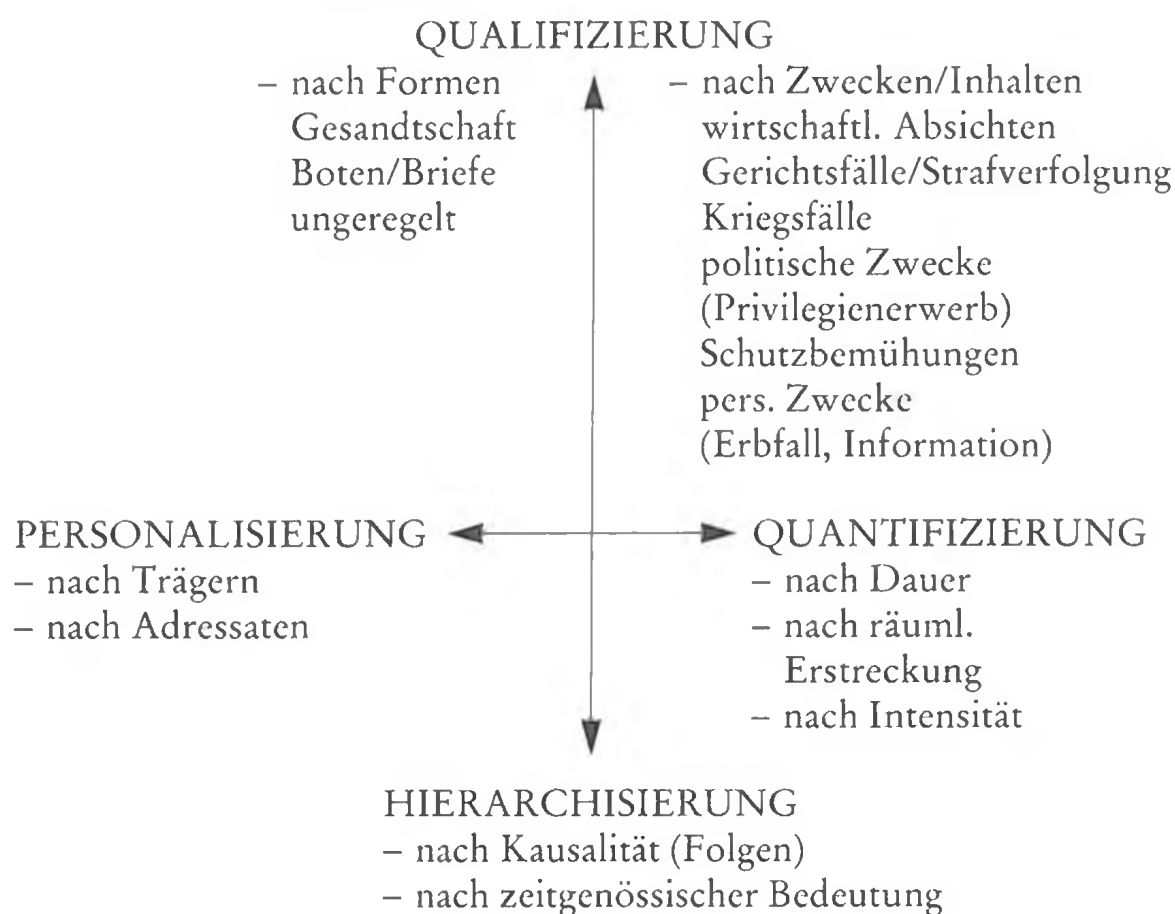 QUALIFIZIERUNG
– nach Formen
Gesandtschaft
Boten/Briefe
ungeregelt
– nach Zwecken/Inhalten
wirtschaftl. Absichten
Gerichtsfälle/Strafverfolgung
Kriegsfälle
politische Zwecke
(Privilegienerwerb)
Schutzbemühungen
pers. Zwecke
(Erbfall, Information)
PERSONALISIERUNG
– nach Trägern
– nach Adressaten
QUANTIFIZIERUNG
– nach Dauer
– nach räuml.
Erstreckung
– nach Intensität
HIERARCHISIERUNG
– nach Kausalität (Folgen)
– nach zeitgenössischer Bedeutung